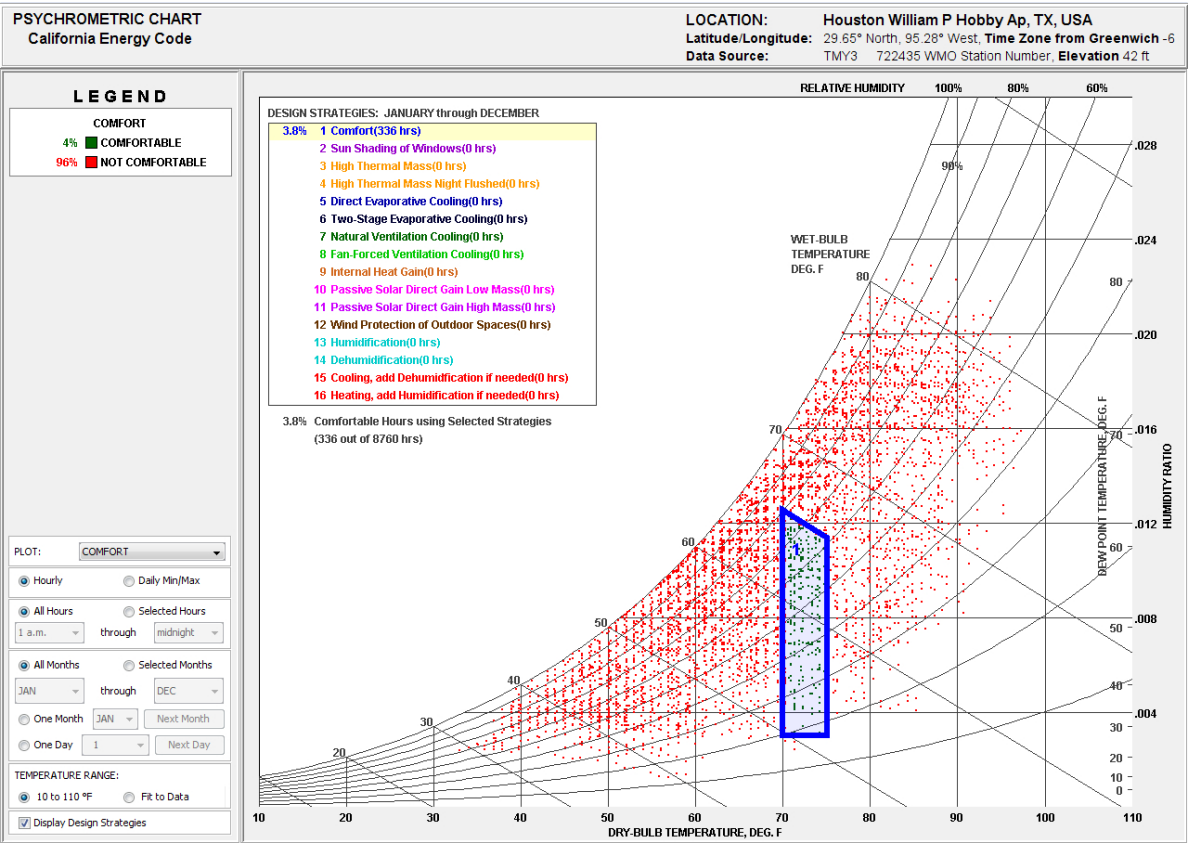 PSYCHROMETRIC CHART
California Energy Code
LOCATION: Houston William P Hobby Ap, TX, USA
Latitude/Longitude: 29.65° North, 95.28° West, Time Zone from Greenwich -6
Data Source: TMY3 722435 WMO Station Number, Elevation 42 ft
LEGEND
COMFORT
4% COMFORTABLE
96% NOT COMFORTABLE
PLOT: COMFORT
Hourly Daily Min/Max
All Hours Selected Hours
1 a.m. through midnight
All Months Selected Months
JAN through DEC
One Month JAN Next Month
One Day 1 Next Day
TEMPERATURE RANGE:
10 to 110 °F Fit to Data
Display Design Strategies
RELATIVE HUMIDITY 100% 80% 60%
DESIGN STRATEGIES: JANUARY through DECEMBER
3.8% 1 Comfort(336 hrs)
2 Sun Shading of Windows(0 hrs)
3 High Thermal Mass(0 hrs)
4 High Thermal Mass Night Flushed(0 hrs)
5 Direct Evaporative Cooling(0 hrs)
6 Two-Stage Evaporative Cooling(0 hrs)
7 Natural Ventilation Cooling(0 hrs)
8 Fan-Forced Ventilation Cooling(0 hrs)
9 Internal Heat Gain(0 hrs)
10 Passive Solar Direct Gain Low Mass(0 hrs)
11 Passive Solar Direct Gain High Mass(0 hrs)
12 Wind Protection of Outdoor Spaces(0 hrs)
13 Humidification(0 hrs)
14 Dehumidification(0 hrs)
15 Cooling, add Dehumidfication if needed(0 hrs)
16 Heating, add Humidification if needed(0 hrs)
3.8% Comfortable Hours using Selected Strategies
(336 out of 8760 hrs)
90%
WET-BULB
TEMPERATURE
DEG. F
80
70
60
50
40
30
20
1
.028
.024
.020
.016
.012
.008
.004
HUMIDITY RATIO
DEW POINT TEMPERATURE, DEG. F
80
70
60
50
40
30
20
10
0
10 20 30 40 50 60 70 80 90 100 110
DRY-BULB TEMPERATURE, DEG. F